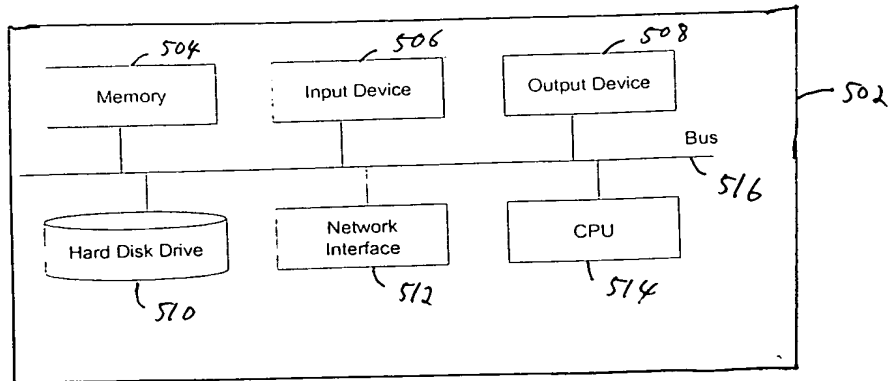 504
506
508
Memory
Input Device
Output Device
502
Bus
516
Hard Disk Drive
Network
Interface
CPU
510
512
514